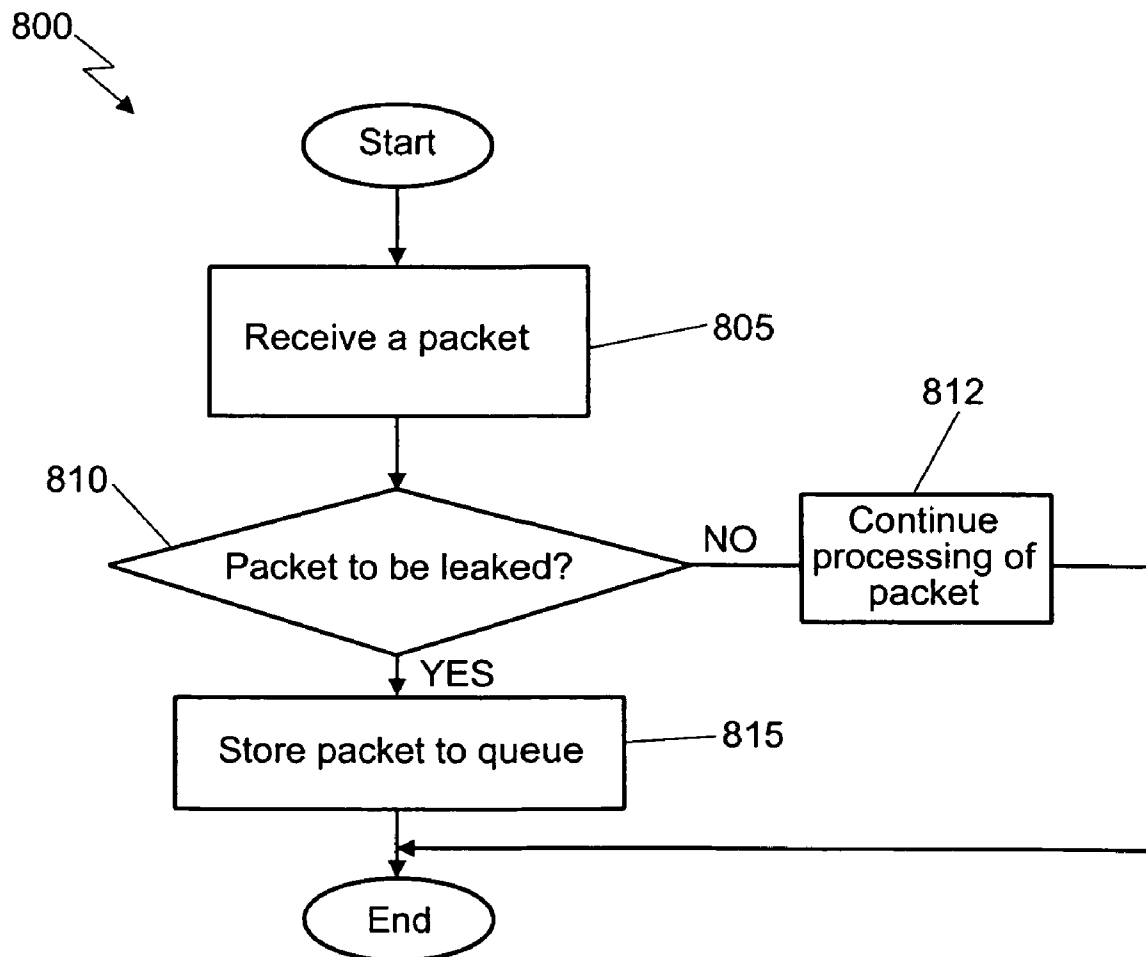 800
Start
Receive a packet
805
812
810
Packet to be leaked?
NO
Continue
processing of
packet
YES
Store packet to queue
815
End